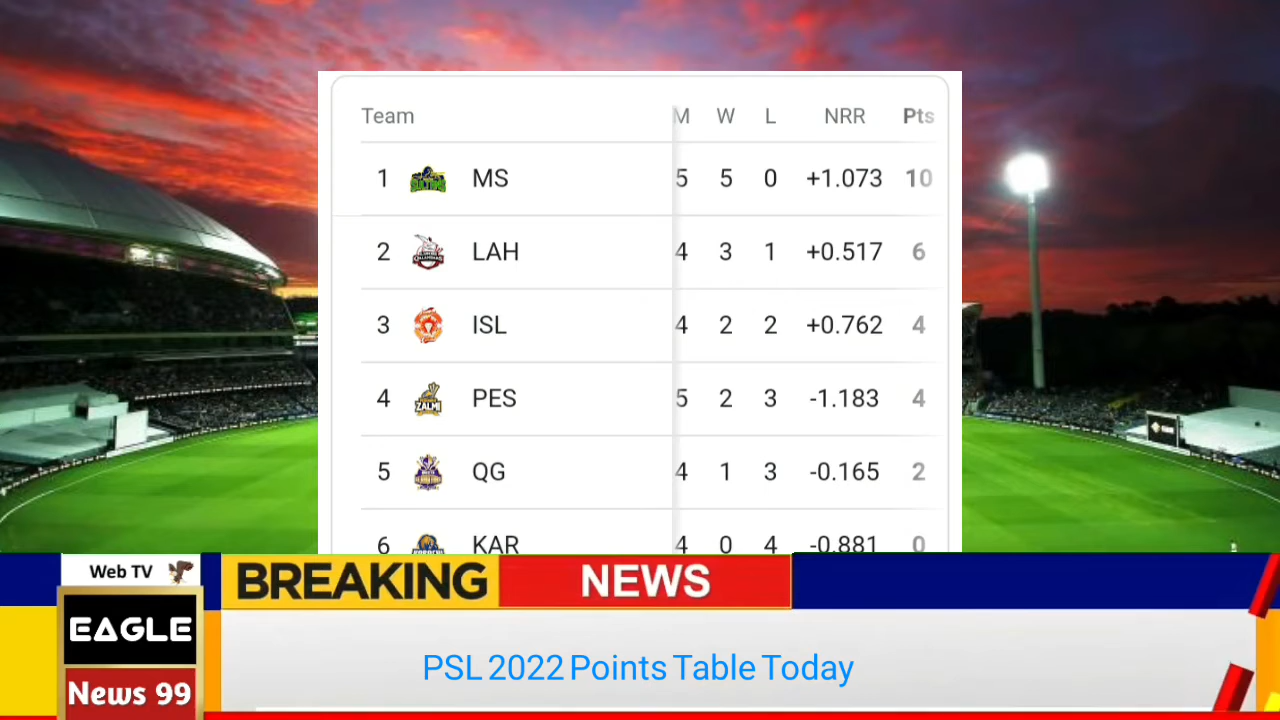 Team M W L NRR Pts
1 MS 5 5 0 +1.073 10
2 LAH 4 3 1 +0.517 6
3 ISL 4 2 2 +0.762 4
4 ZALMI PES 5 2 3 -1.183 4
5 QG 4 1 3 -0.165 2
6 KAR 4 0 4 -0.881 0
Web TV
BREAKING NEWS
EAGLE
News 99
PSL 2022 Points Table Today